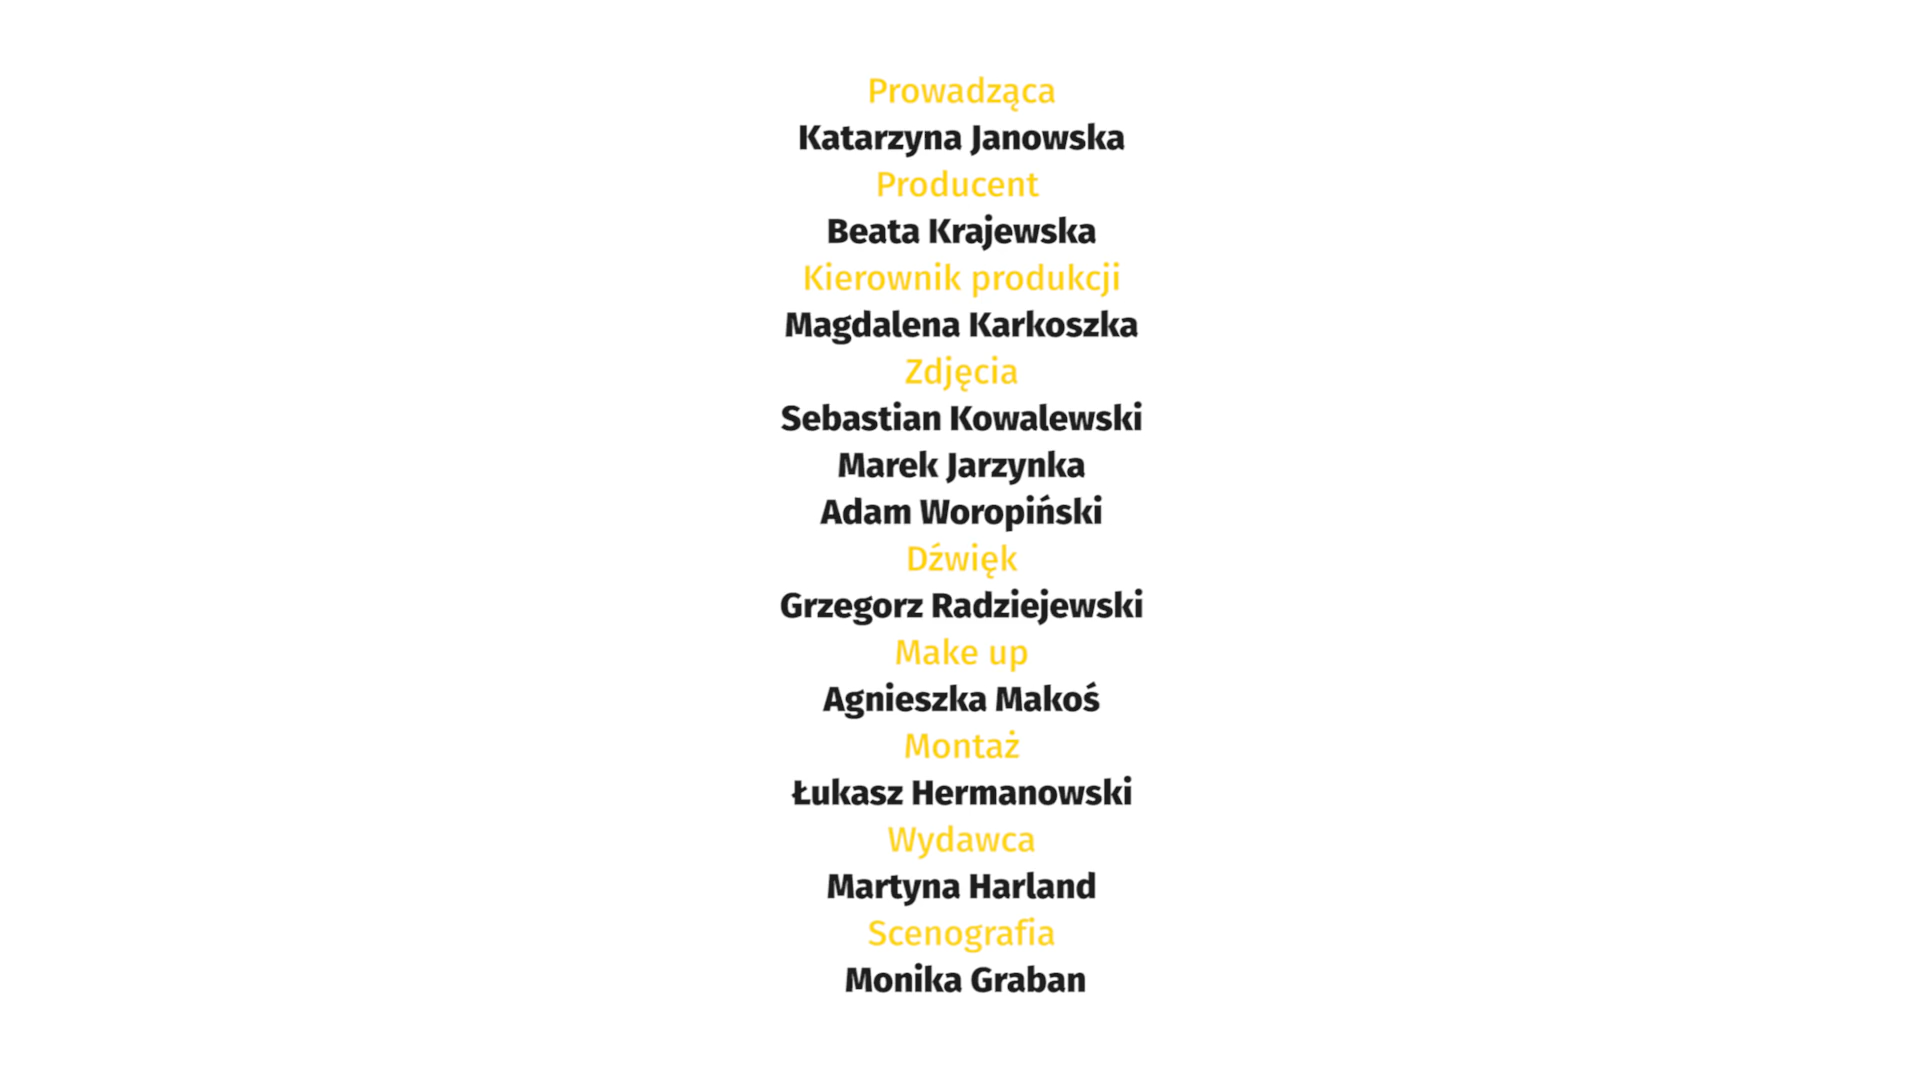 Prowadząca
Katarzyna Janowska
Producent
Beata Krajewska
Kierownik produkcji
Magdalena Karkoszka
Zdjęcia
Sebastian Kowalewski
Marek Jarzynka
Adam Woropiński
Dźwięk
Grzegorz Radziejewski
Make up
Agnieszka Makoś
Montaż
Łukasz Hermanowski
Wydawca
Martyna Harland
Scenografia
Monika Graban